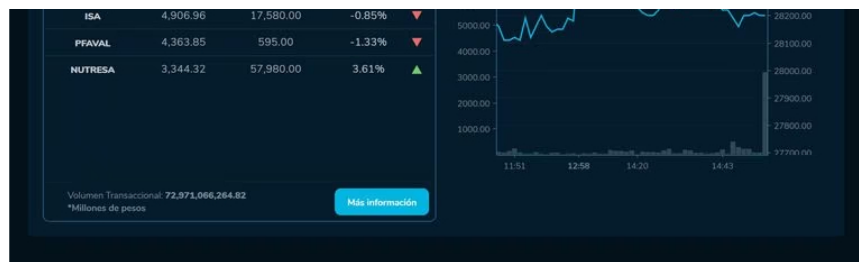 ISA 4,906.96 17,580.00 -0.85%
PFAVAL 4,363.85 595.00 -1.33%
NUTRESA 3,344.32 57,980.00 3.61%
Volumen Transaccional: 72,971,066,264.82
*Millones de pesos
Más información
5000.00
4000.00
3000.00
2000.00
1000.00
28200.00
28100.00
28000.00
27900.00
27800.00
27700.00
11:51 12:58 14:20 14:43